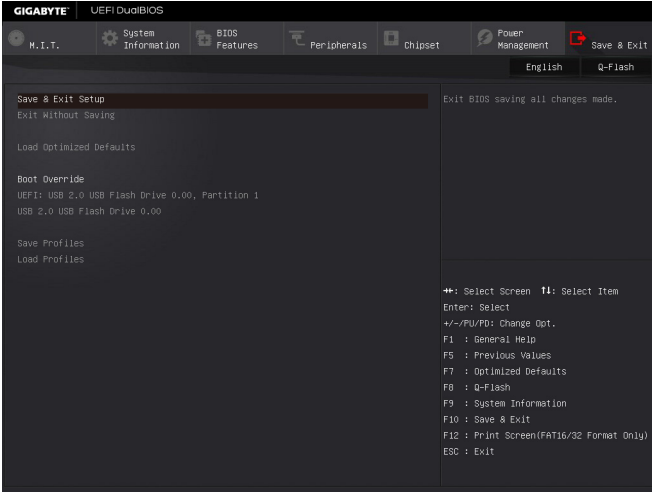 GIGABYTE™ UEFI DualBIOS
M.I.T.
System Information
BIOS Features
Peripherals
Chipset
Power Management
Save & Exit
English
Q-Flash
Save & Exit Setup
Exit Without Saving
Load Optimized Defaults
Boot Override
UEFI: USB 2.0 USB Flash Drive 0.00, Partition 1
USB 2.0 USB Flash Drive 0.00
Save Profiles
Load Profiles
Exit BIOS saving all changes made.
→←: Select Screen ↑↓: Select Item
Enter: Select
+/-/PU/PD: Change Opt.
F1 : General Help
F5 : Previous Values
F7 : Optimized Defaults
F8 : Q-Flash
F9 : System Information
F10 : Save & Exit
F12 : Print Screen(FAT16/32 Format Only)
ESC : Exit